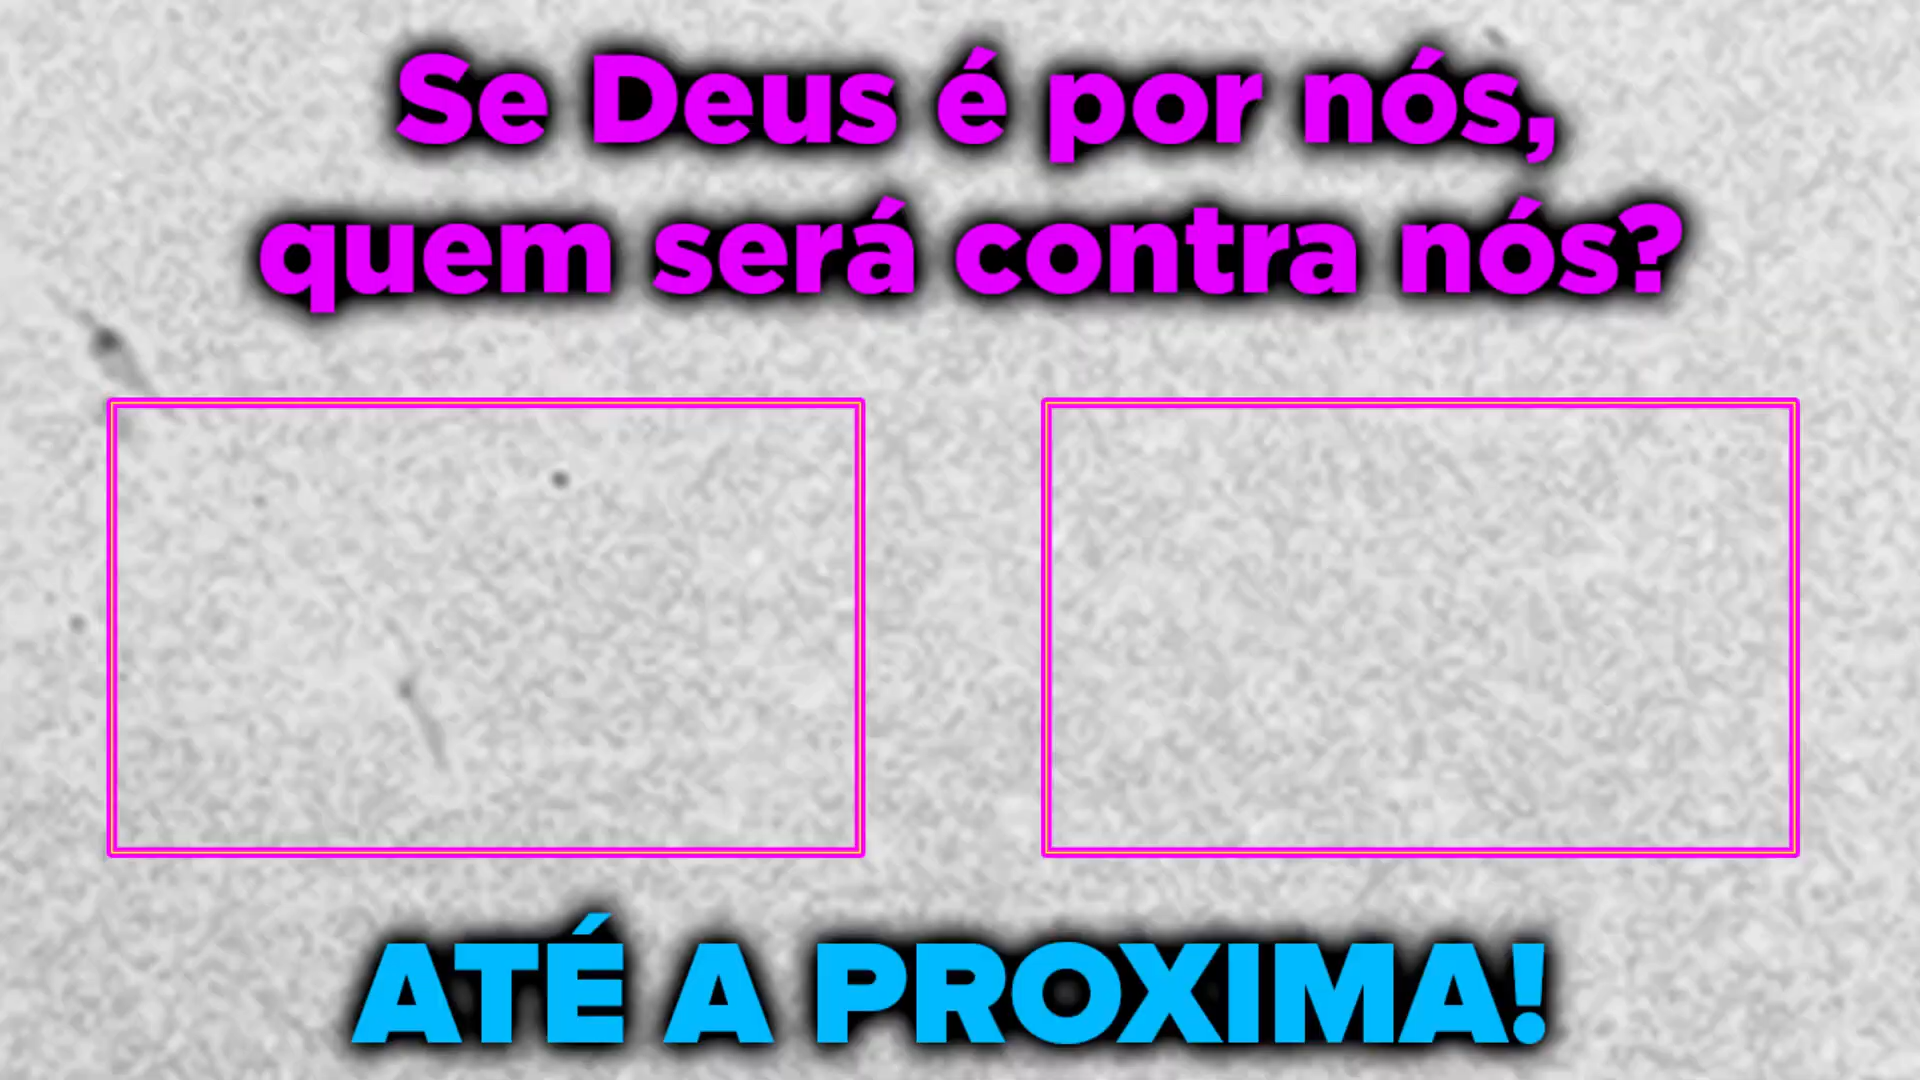 Se Deus é por nós,
quem será contra nós?
ATÉ A PROXIMA!